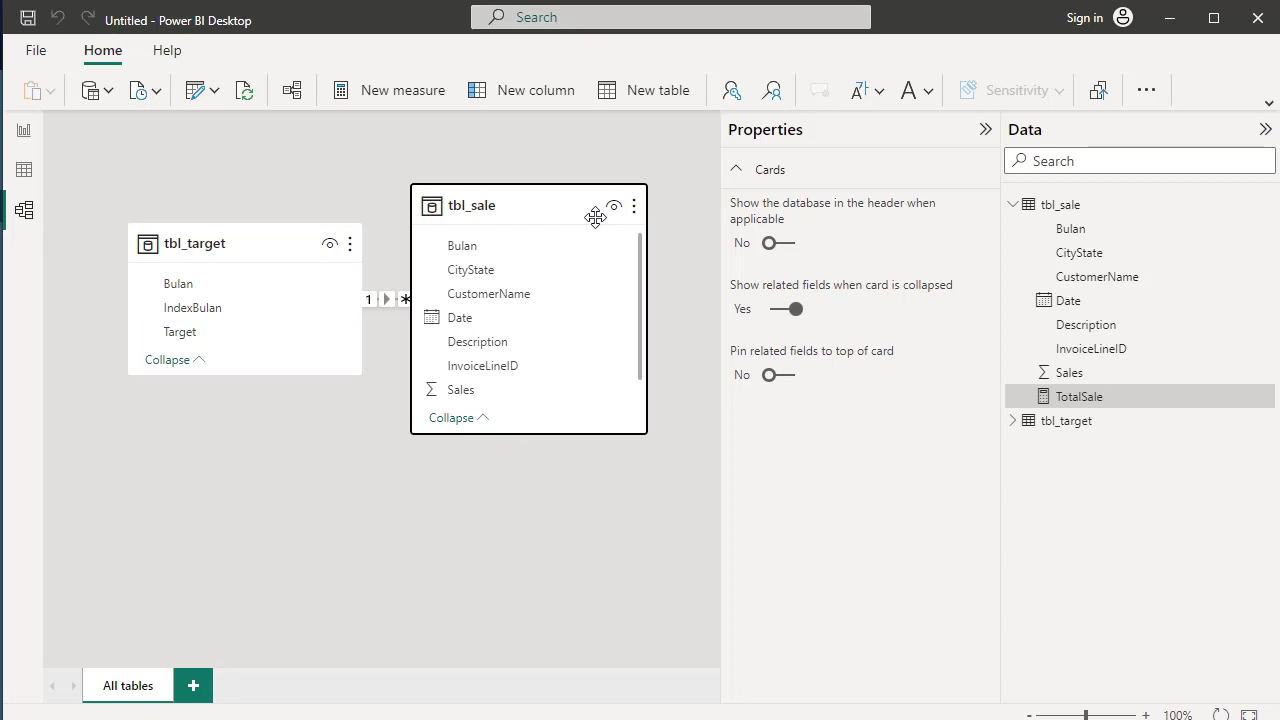 Untitled - Power BI Desktop
Search
Sign in
File
Home
Help
New measure
New column
New table
Sensitivity
tbl_target
Bulan
IndexBulan
Target
Collapse
1
*
tbl_sale
Bulan
CityState
CustomerName
Date
Description
InvoiceLineID
Sales
Collapse
Properties
Cards
Show the database in the header when
applicable
No
Show related fields when card is collapsed
Yes
Pin related fields to top of card
No
Data
Search
tbl_sale
Bulan
CityState
CustomerName
Date
Description
InvoiceLineID
Sales
TotalSale
tbl_target
All tables
100%